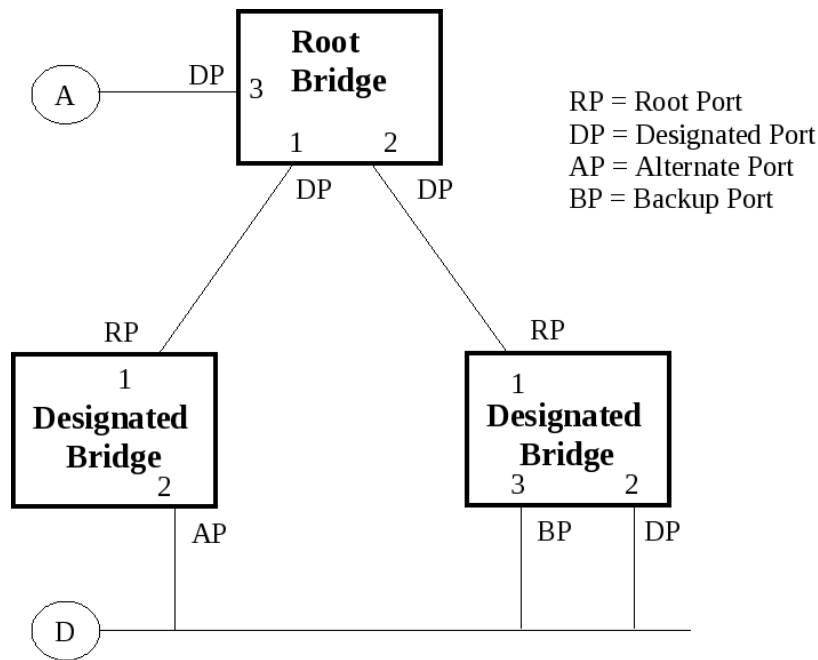 Root
Bridge
DP
3
A
1
2
DP
DP
RP = Root Port
DP = Designated Port
AP = Alternate Port
BP = Backup Port
RP
1
Designated
Bridge
2
AP
RP
1
Designated
Bridge
3
2
BP
DP
D